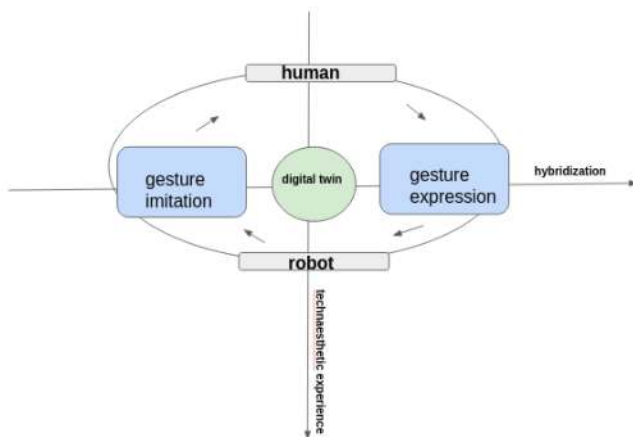 human
gesture
imitation
digital twin
gesture
expression
hybridization
robot
technaesthetic experience